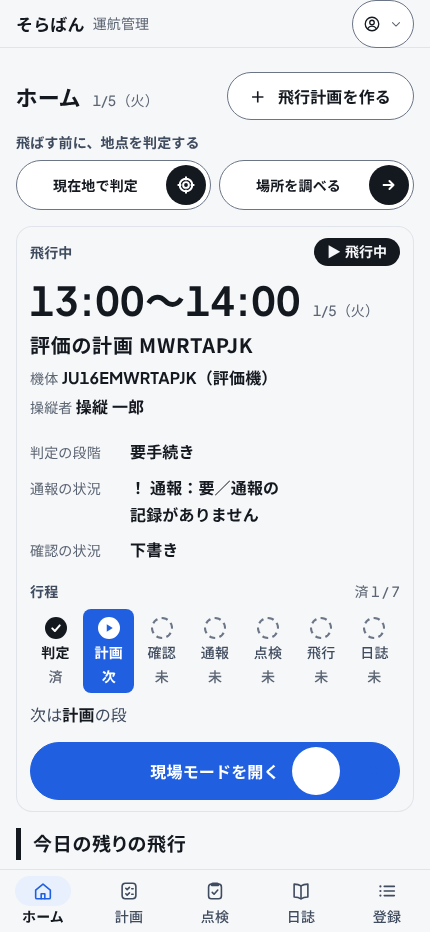 そらばん 運航管理
ホーム 1/5（火）
＋ 飛行計画を作る
飛ばす前に、地点を判定する
現在地で判定
場所を調べる
飛行中
▶ 飛行中
13:00〜14:00 1/5（火）
評価の計画 MWRTAPJK
機体 JU16EMWRTAPJK（評価機）
操縦者 操縦 一郎
判定の段階 要手続き
通報の状況 ！ 通報：要／通報の
記録がありません
確認の状況 下書き
行程 済 1/7
判定 計画 確認 通報 点検 飛行 日誌
済 次 未 未 未 未 未
次は計画の段
現場モードを開く
今日の残りの飛行
ホーム 計画 点検 日誌 登録